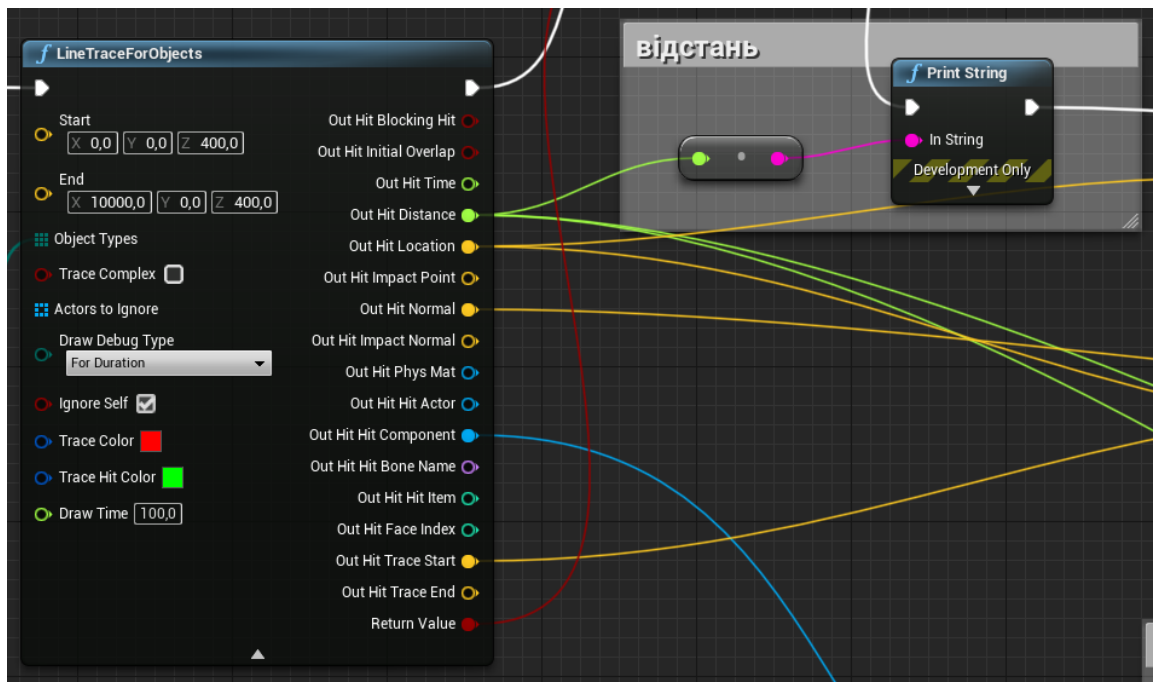 LineTraceForObjects
Start
X 0,0 Y 0,0 Z 400,0
End
X 10000,0 Y 0,0 Z 400,0
Object Types
Trace Complex
Actors to Ignore
Draw Debug Type
For Duration
Ignore Self
Trace Color
Trace Hit Color
Draw Time 100,0
Out Hit Blocking Hit
Out Hit Initial Overlap
Out Hit Time
Out Hit Distance
Out Hit Location
Out Hit Impact Point
Out Hit Normal
Out Hit Impact Normal
Out Hit Phys Mat
Out Hit Hit Actor
Out Hit Hit Component
Out Hit Hit Bone Name
Out Hit Hit Item
Out Hit Face Index
Out Hit Trace Start
Out Hit Trace End
Return Value
відстань
Print String
In String
Development Only